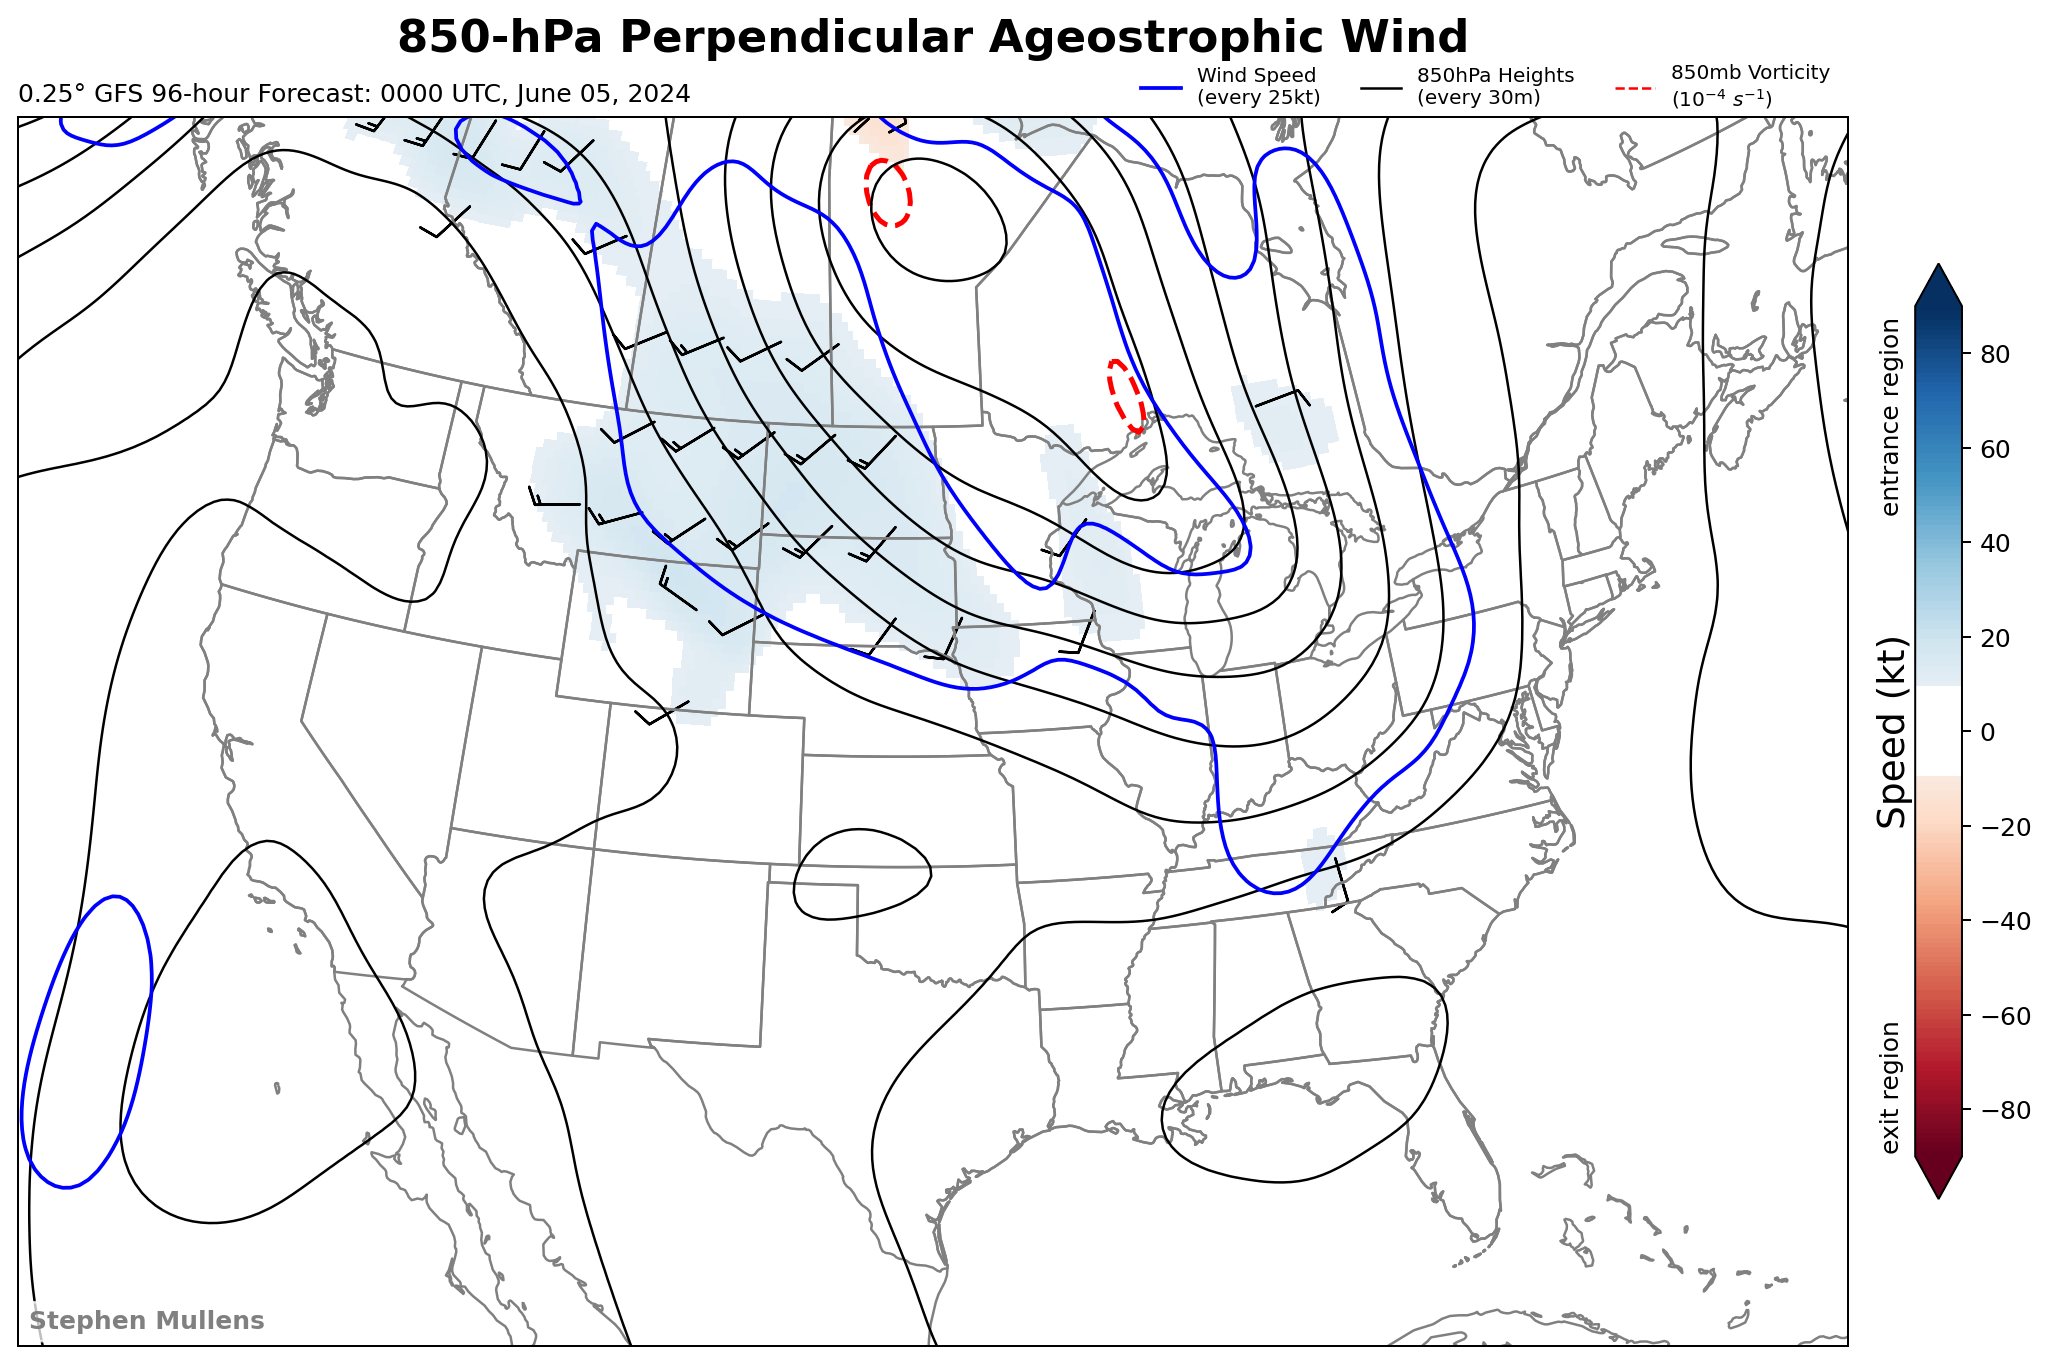 850-hPa Perpendicular Ageostrophic Wind
0.25° GFS 96-hour Forecast: 0000 UTC, June 05, 2024
Wind Speed
(every 25kt)
850hPa Heights
(every 30m)
850mb Vorticity
(10⁻⁴ s⁻¹)
entrance region
Speed (kt)
exit region
80
60
40
20
0
−20
−40
−60
−80
Stephen Mullens